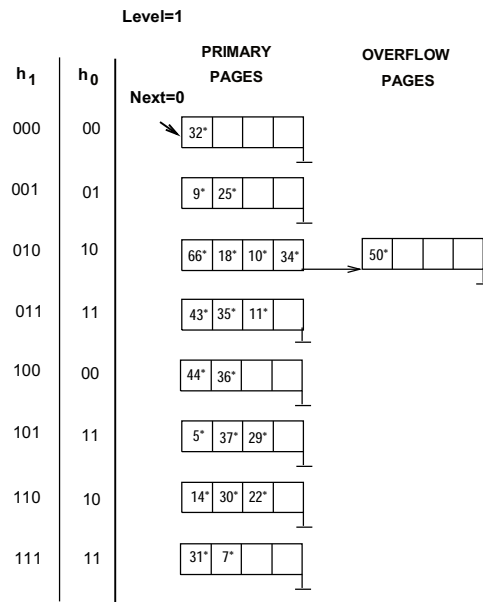 Level=1
PRIMARY PAGES OVERFLOW PAGES
h1 h0
Next=0
000 00 32*
001 01 9* 25*
010 10 66* 18* 10* 34* 50*
011 11 43* 35* 11*
100 00 44* 36*
101 11 5* 37* 29*
110 10 14* 30* 22*
111 11 31* 7*